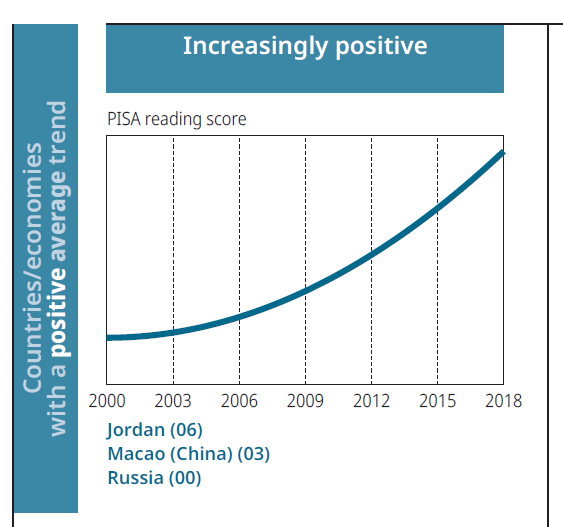 Increasingly positive
Countries/economies
with a positive average trend
PISA reading score
2000 2003 2006 2009 2012 2015 2018
Jordan (06)
Macao (China) (03)
Russia (00)